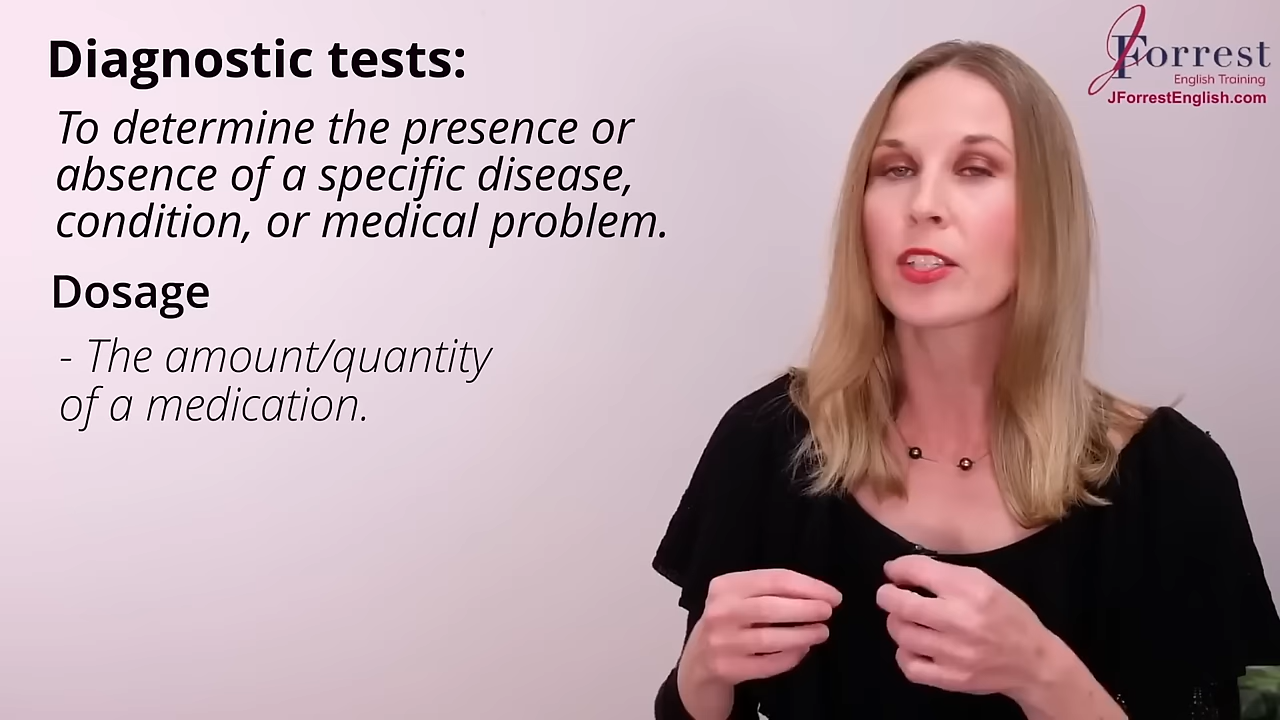 Diagnostic tests:
To determine the presence or
absence of a specific disease,
condition, or medical problem.
Dosage
- The amount/quantity
of a medication.
JForrest
English Training
JForrestEnglish.com